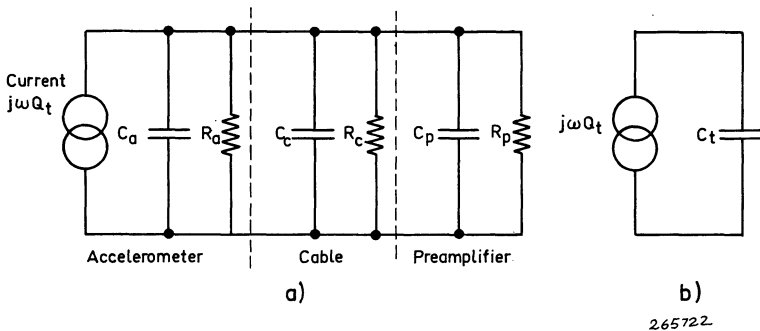 Current
jωQt
Ca
Ra
Cc
Rc
Cp
Rp
Accelerometer
Cable
Preamplifier
a)
jωQt
Ct
b)
265722